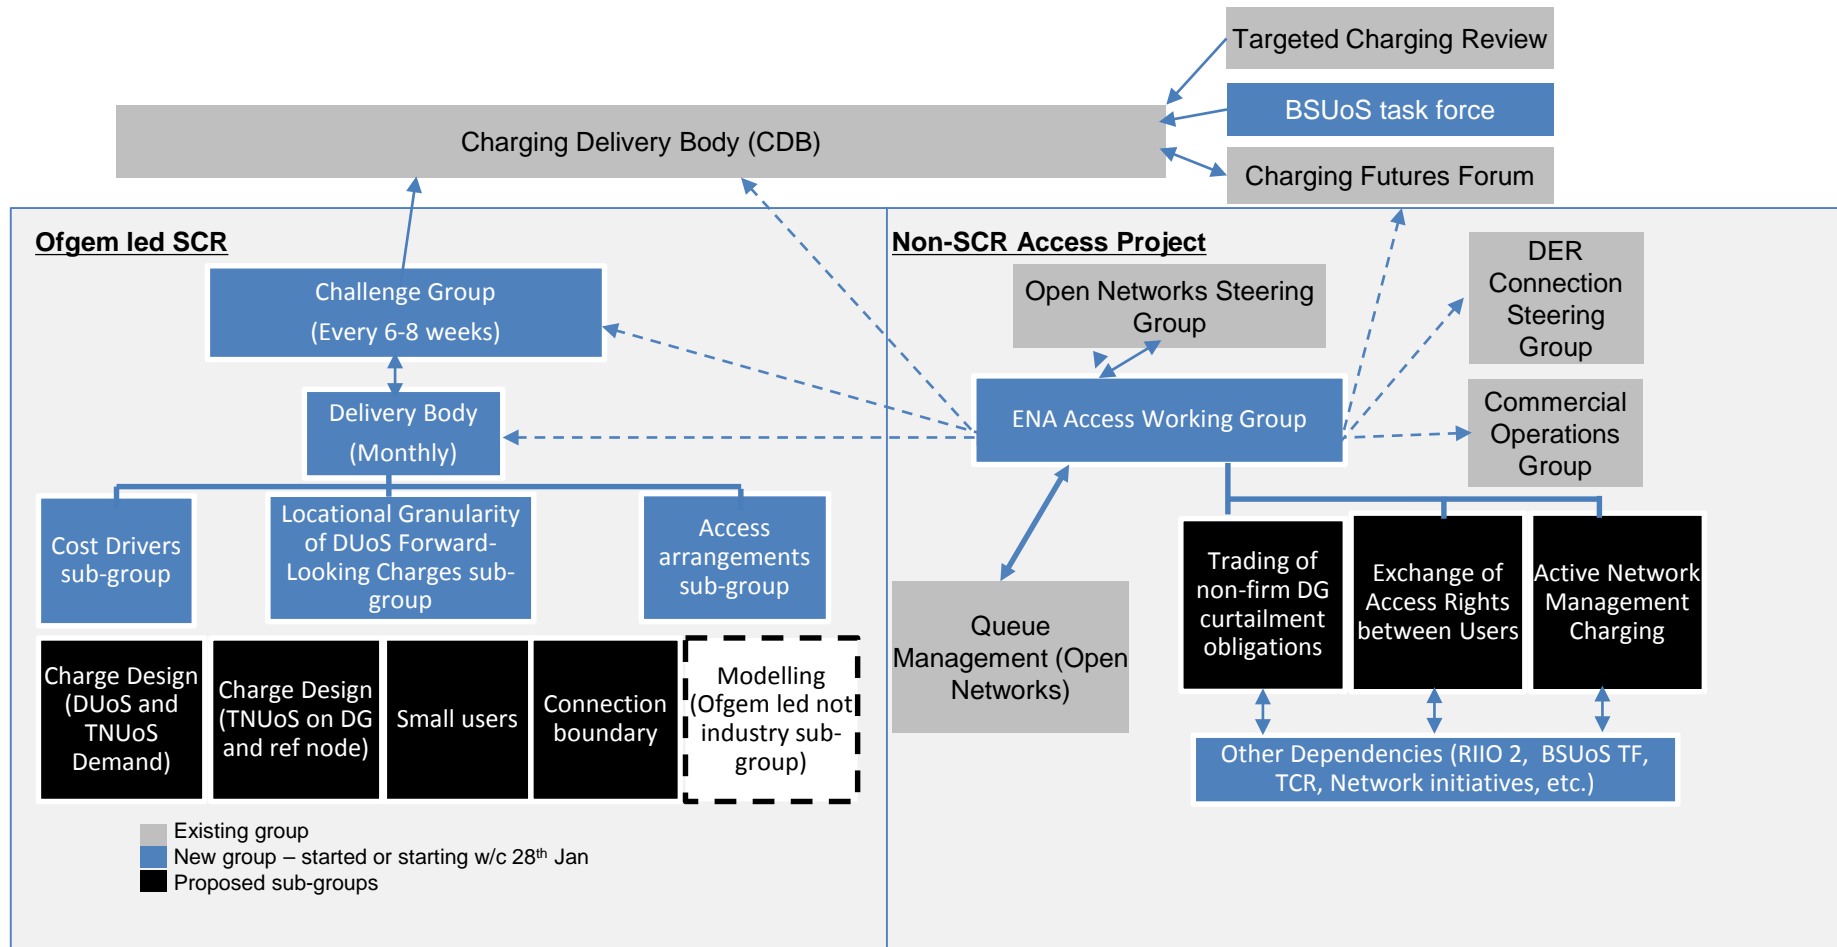 Targeted Charging Review
BSUoS task force
Charging Delivery Body (CDB)
Charging Futures Forum
Ofgem led SCR
Challenge Group
(Every 6-8 weeks)
Delivery Body
(Monthly)
Cost Drivers
sub-group
Locational Granularity
of DUoS Forward-
Looking Charges sub-
group
Access
arrangements
sub-group
Charge Design
(DUoS and
TNUoS
Demand)
Charge Design
(TNUoS on DG
and ref node)
Small users
Connection
boundary
Modelling
(Ofgem led not
industry sub-
group)
Existing group
New group – started or starting w/c 28th Jan
Proposed sub-groups
Non-SCR Access Project
Open Networks Steering
Group
DER
Connection
Steering
Group
ENA Access Working Group
Commercial
Operations
Group
Queue
Management (Open
Networks)
Trading of
non-firm DG
curtailment
obligations
Exchange of
Access Rights
between Users
Active Network
Management
Charging
Other Dependencies (RIIO 2,  BSUoS TF,
TCR, Network initiatives, etc.)